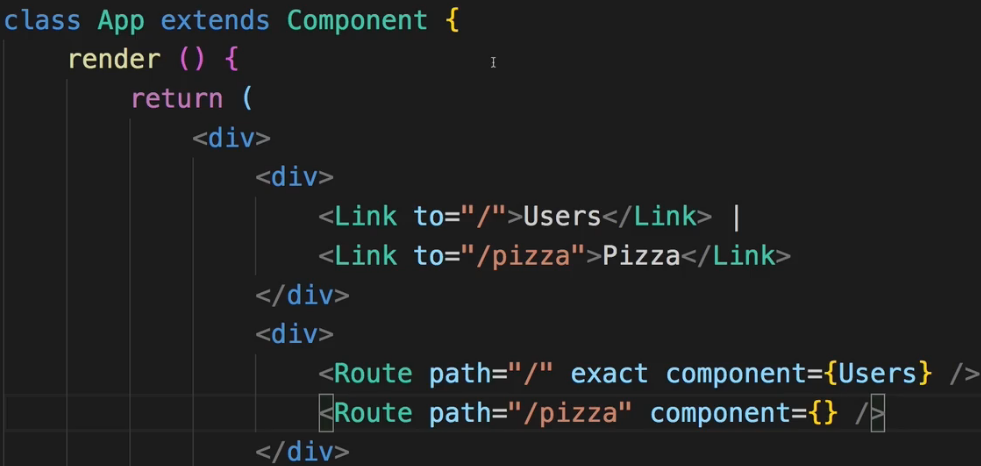 class App extends Component {
render () {
return (
<div>
<div>
<Link to="/">Users</Link> |
<Link to="/pizza">Pizza</Link>
</div>
<div>
<Route path="/" exact component={Users} />
<Route path="/pizza" component={} />
</div>